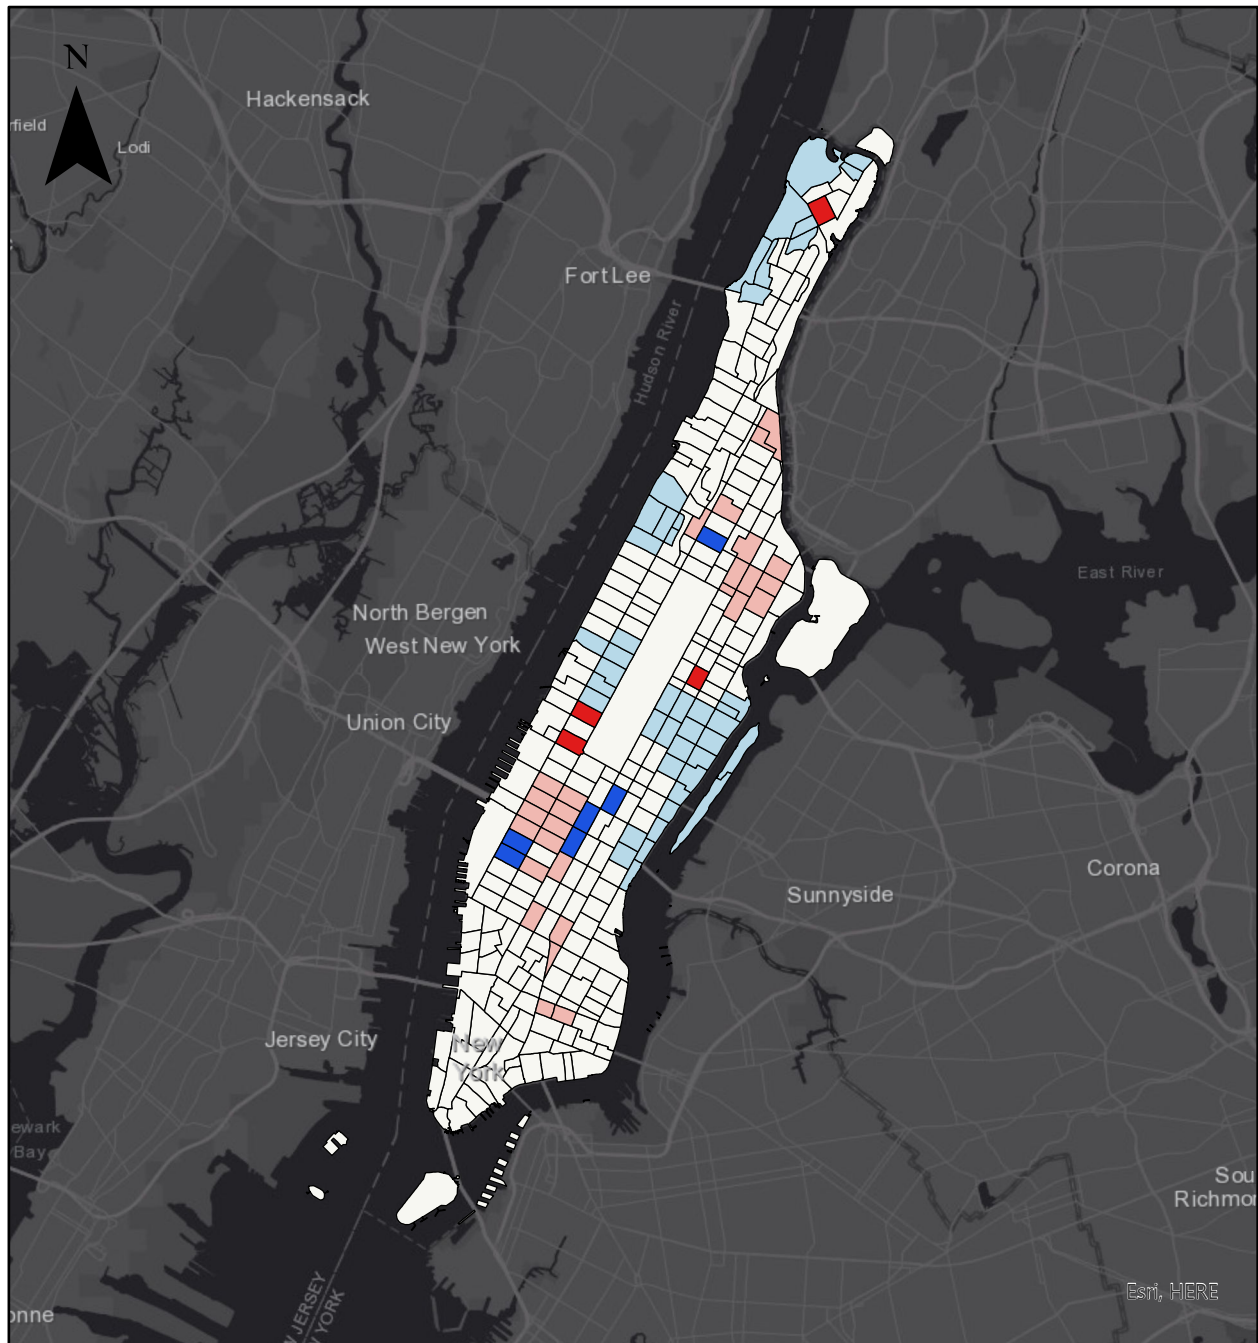 N
Hackensack
rfield
Lodi
Fort Lee
Hudson River
East River
North Bergen
West New York
Union City
Corona
Sunnyside
Jersey City
New
York
ewark
Bay
Sou
Richmon
Esri, HERE
onne
JERSEY
YORK